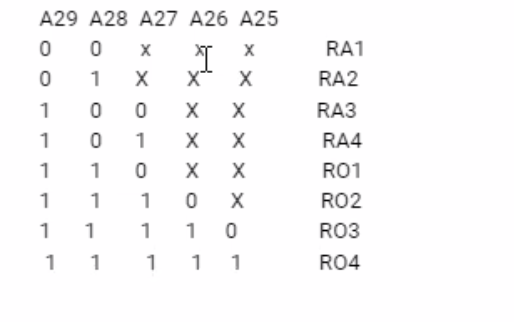 A29 A28 A27 A26 A25
0 0 x x x RA1
0 1 X X X RA2
1 0 0 X X RA3
1 0 1 X X RA4
1 1 0 X X RO1
1 1 1 0 X RO2
1 1 1 1 0 RO3
1 1 1 1 1 RO4